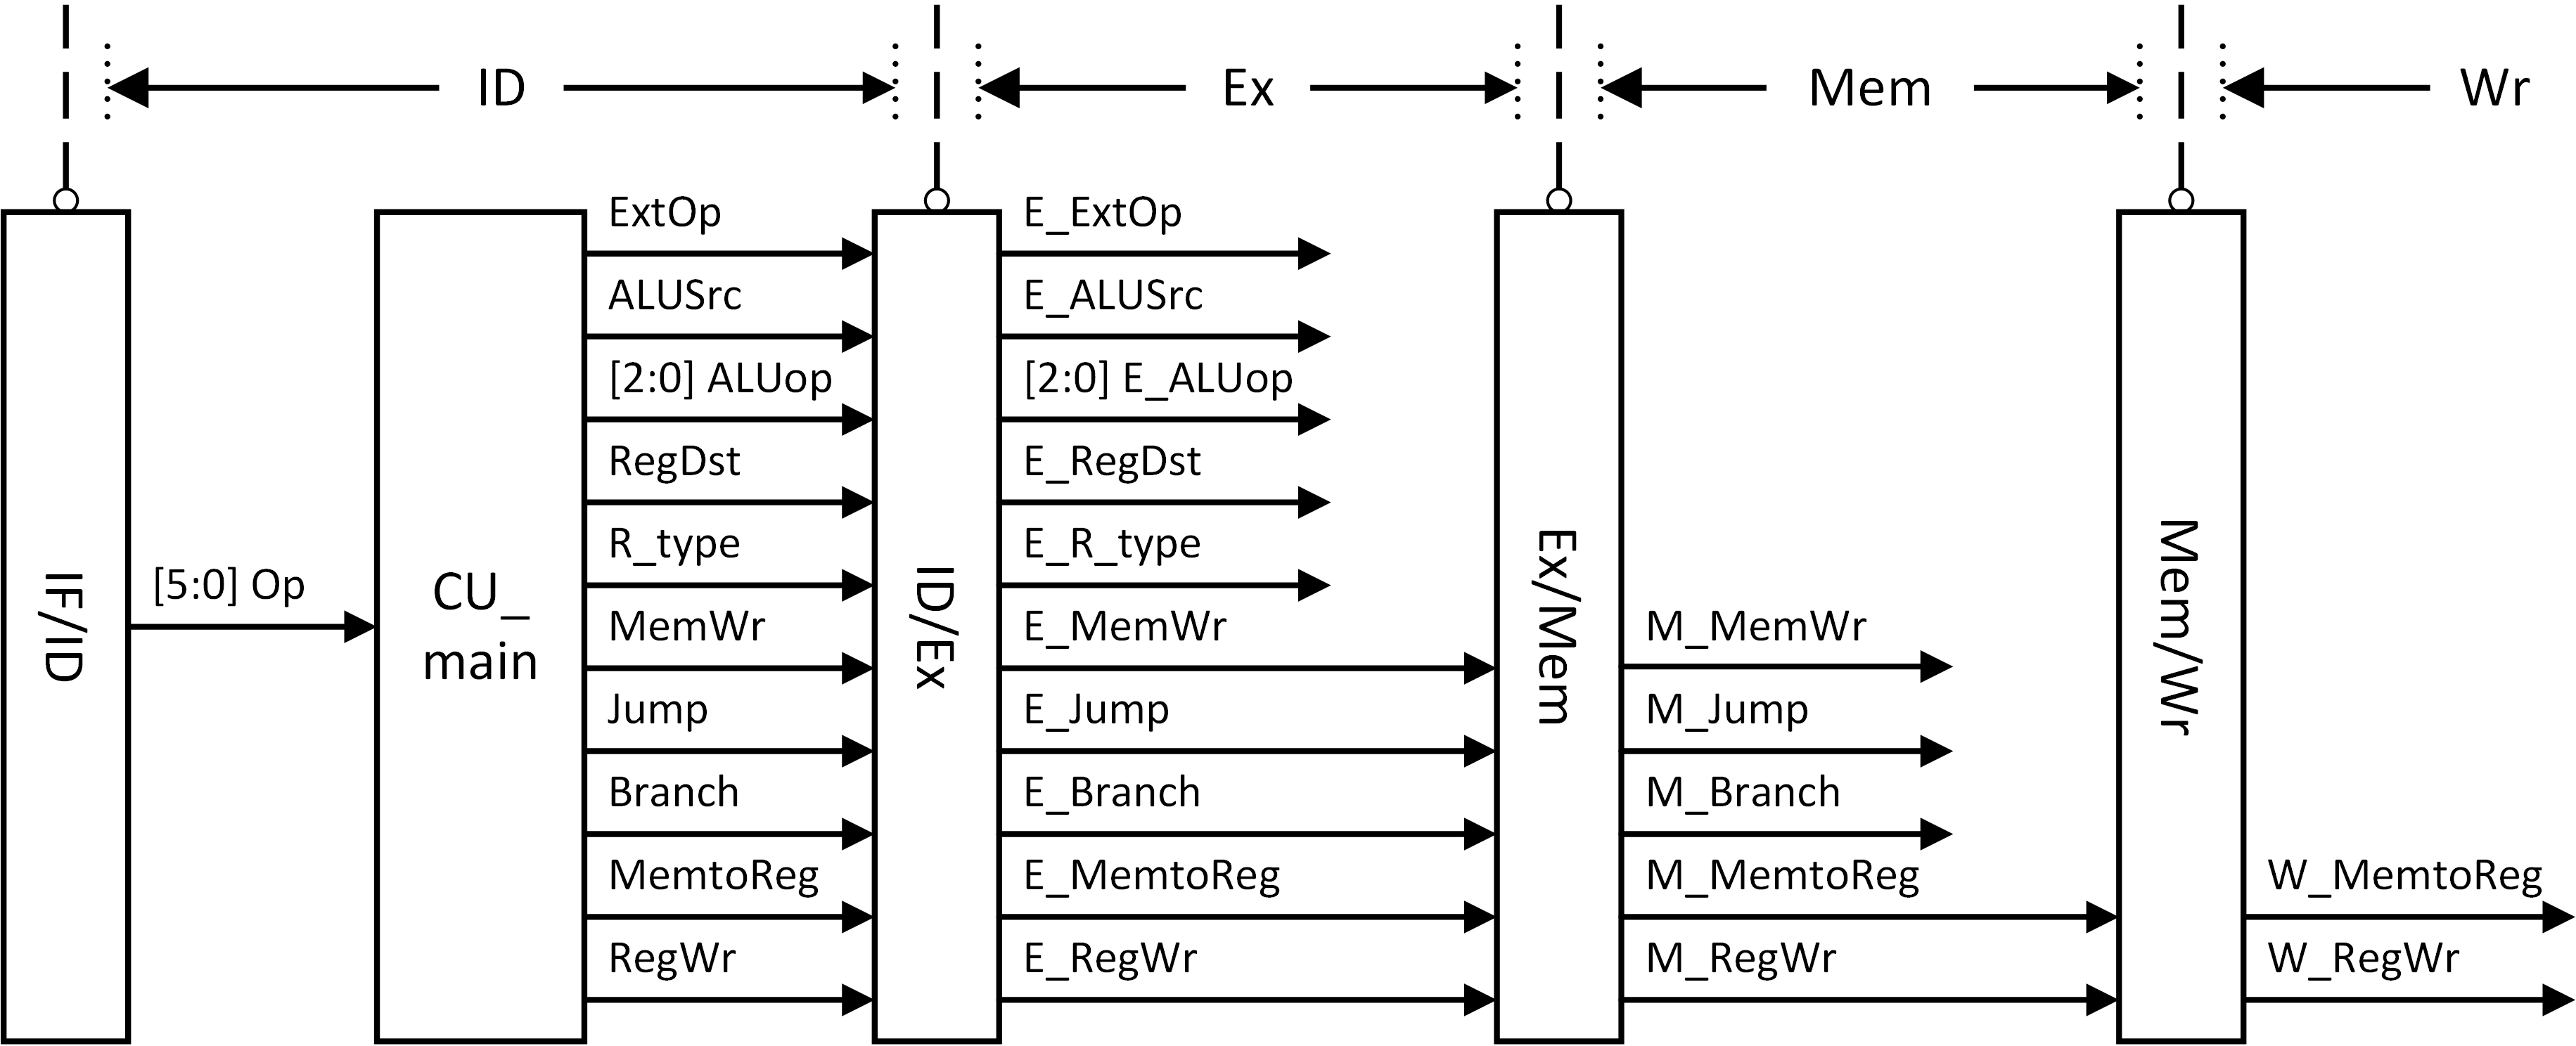 ID
Ex
Mem
Wr
IF/ID
[5:0] Op
CU_
main
ExtOp
ALUSrc
[2:0] ALUop
RegDst
R_type
MemWr
Jump
Branch
MemtoReg
RegWr
ID/Ex
E_ExtOp
E_ALUSrc
[2:0] E_ALUop
E_RegDst
E_R_type
E_MemWr
E_Jump
E_Branch
E_MemtoReg
E_RegWr
Ex/Mem
M_MemWr
M_Jump
M_Branch
M_MemtoReg
M_RegWr
Mem/Wr
W_MemtoReg
W_RegWr